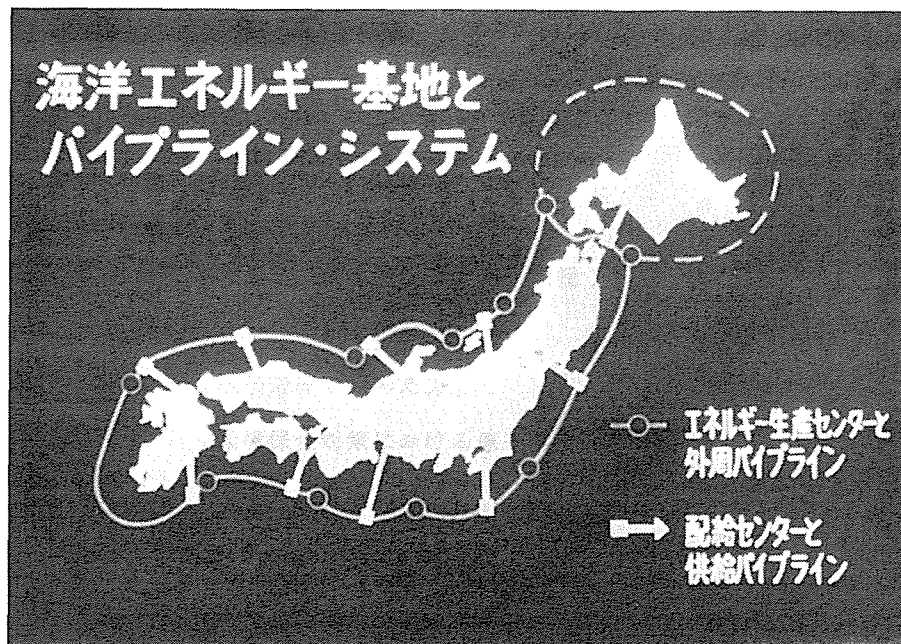 海洋エネルギー基地と
パイプライン・システム
エネルギー生産センターと
外周パイプライン
配給センターと
供給パイプライン